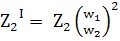 Z₂ᴵ = Z₂(w₁/w₂)²